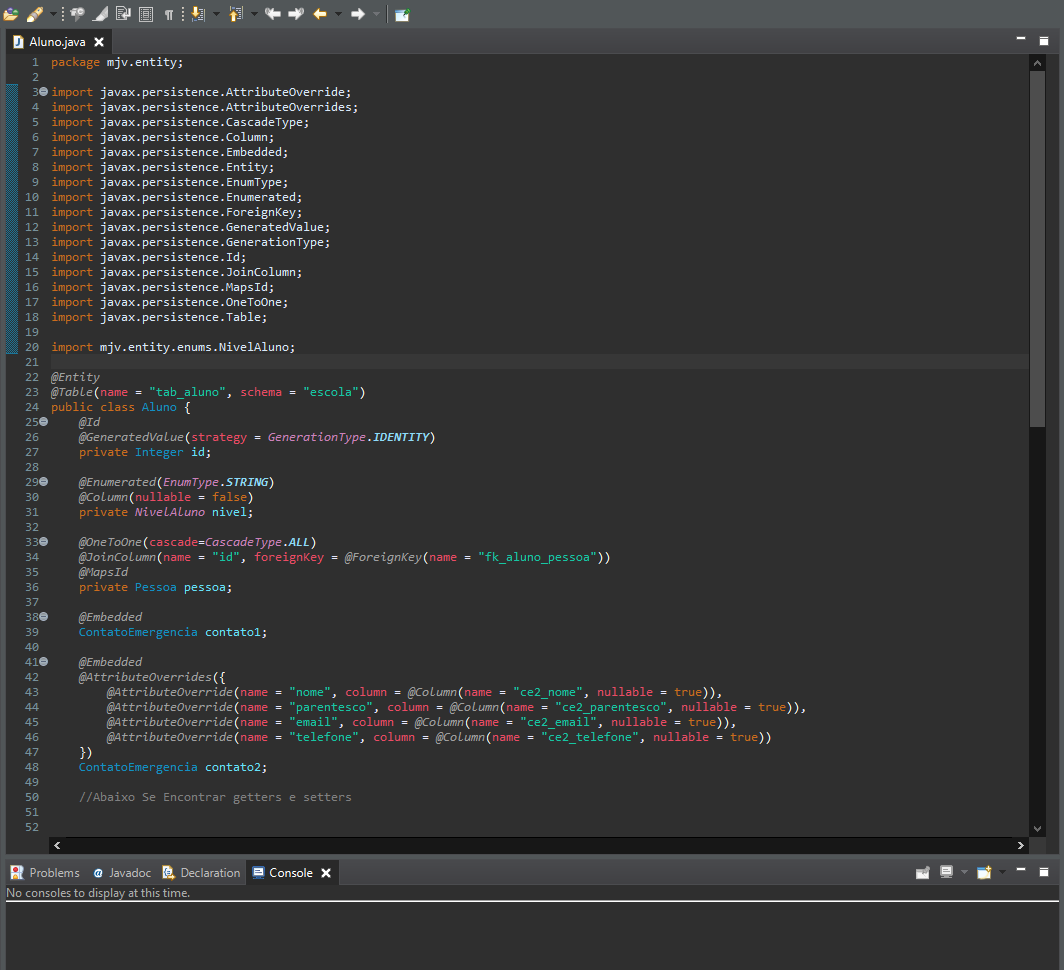 Aluno.java
1 package mjv.entity;
2
3 import javax.persistence.AttributeOverride;
4 import javax.persistence.AttributeOverrides;
5 import javax.persistence.CascadeType;
6 import javax.persistence.Column;
7 import javax.persistence.Embedded;
8 import javax.persistence.Entity;
9 import javax.persistence.EnumType;
10 import javax.persistence.Enumerated;
11 import javax.persistence.ForeignKey;
12 import javax.persistence.GeneratedValue;
13 import javax.persistence.GenerationType;
14 import javax.persistence.Id;
15 import javax.persistence.JoinColumn;
16 import javax.persistence.MapsId;
17 import javax.persistence.OneToOne;
18 import javax.persistence.Table;
19
20 import mjv.entity.enums.NivelAluno;
21
22 @Entity
23 @Table(name = "tab_aluno", schema = "escola")
24 public class Aluno {
25     @Id
26     @GeneratedValue(strategy = GenerationType.IDENTITY)
27     private Integer id;
28
29     @Enumerated(EnumType.STRING)
30     @Column(nullable = false)
31     private NivelAluno nivel;
32
33     @OneToOne(cascade=CascadeType.ALL)
34     @JoinColumn(name = "id", foreignKey = @ForeignKey(name = "fk_aluno_pessoa"))
35     @MapsId
36     private Pessoa pessoa;
37
38     @Embedded
39     ContatoEmergencia contato1;
40
41     @Embedded
42     @AttributeOverrides({
43         @AttributeOverride(name = "nome", column = @Column(name = "ce2_nome", nullable = true)),
44         @AttributeOverride(name = "parentesco", column = @Column(name = "ce2_parentesco", nullable = true)),
45         @AttributeOverride(name = "email", column = @Column(name = "ce2_email", nullable = true)),
46         @AttributeOverride(name = "telefone", column = @Column(name = "ce2_telefone", nullable = true))
47     })
48     ContatoEmergencia contato2;
49
50     //Abaixo Se Encontrar getters e setters
51
52
Problems @ Javadoc Declaration Console
No consoles to display at this time.